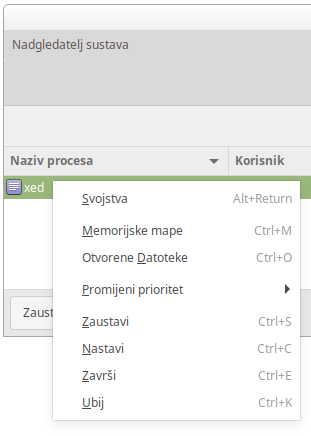 Nadgledatelj sustava
Naziv procesa Korisnik
xed
Svojstva Alt+Return
Memorijske mape Ctrl+M
Otvorene Datoteke Ctrl+O
Promijeni prioritet
Zaustavi Ctrl+S
Nastavi Ctrl+C
Završi Ctrl+E
Ubij Ctrl+K
Zaust